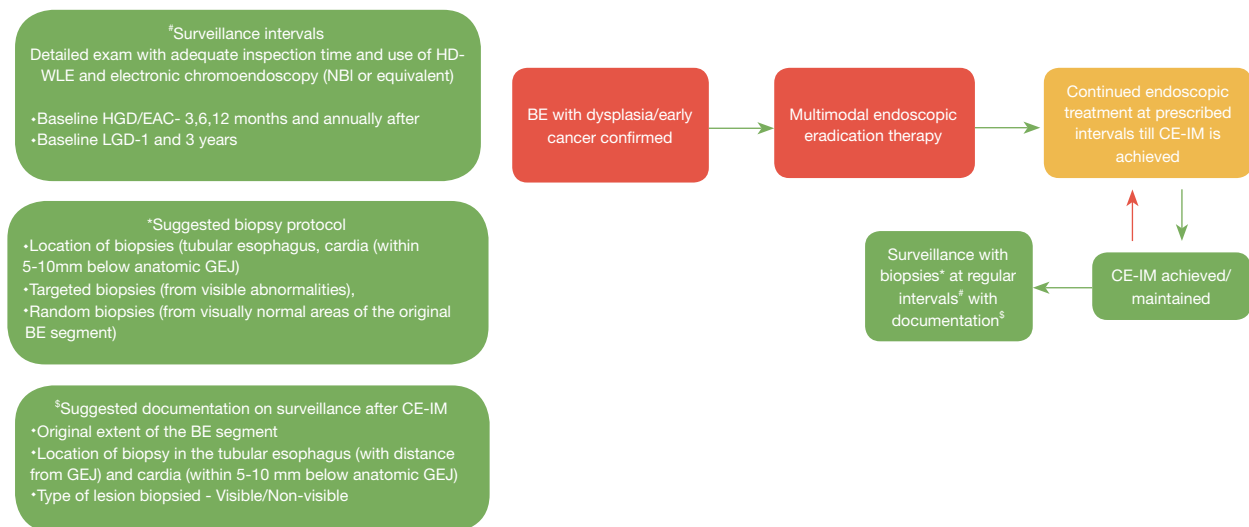 #Surveillance intervals
Detailed exam with adequate inspection time and use of HD-
WLE and electronic chromoendoscopy (NBI or equivalent)
•Baseline HGD/EAC- 3,6,12 months and annually after
•Baseline LGD-1 and 3 years
*Suggested biopsy protocol
•Location of biopsies (tubular esophagus, cardia (within
5-10mm below anatomic GEJ)
•Targeted biopsies (from visible abnormalities),
•Random biopsies (from visually normal areas of the original
BE segment)
$Suggested documentation on surveillance after CE-IM
•Original extent of the BE segment
•Location of biopsy in the tubular esophagus (with distance
from GEJ) and cardia (within 5-10 mm below anatomic GEJ)
•Type of lesion biopsied - Visible/Non-visible
BE with dysplasia/early
cancer confirmed
Multimodal endoscopic
eradication therapy
Continued endoscopic
treatment at prescribed
intervals till CE-IM is
achieved
CE-IM achieved/
maintained
Surveillance with
biopsies* at regular
intervals# with
documentation$